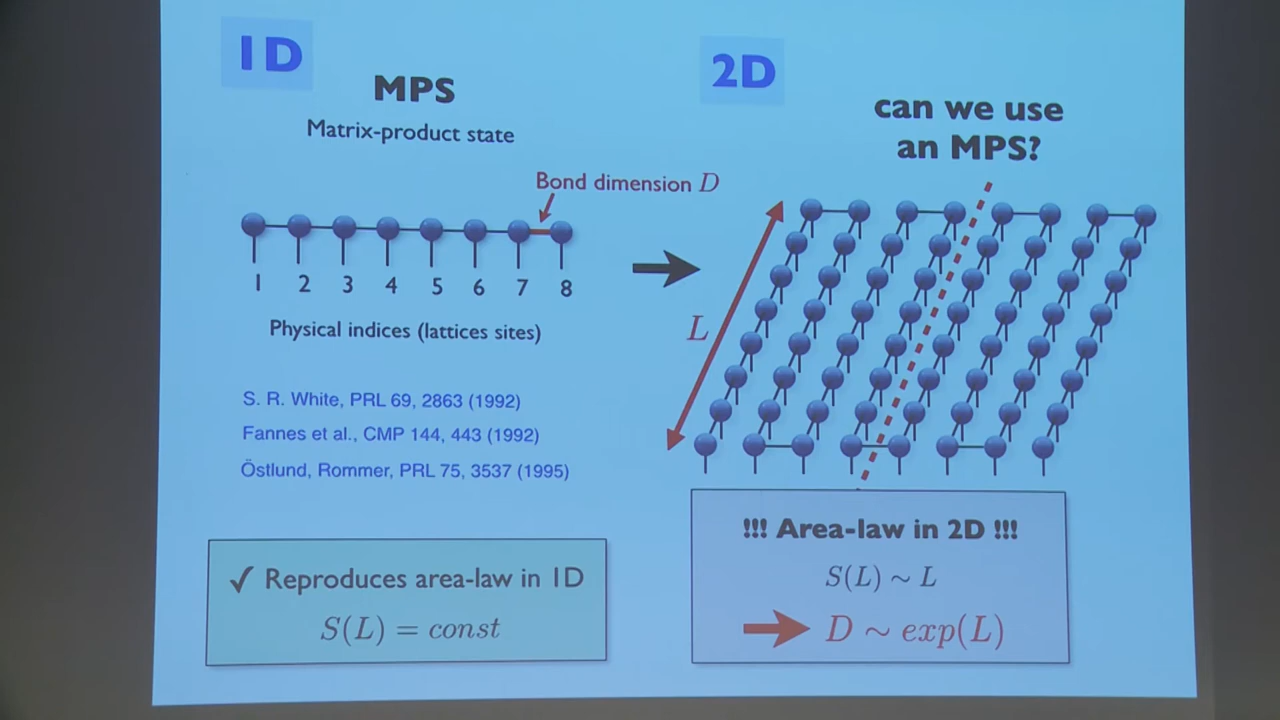 1D
MPS
Matrix-product state
Bond dimension D
1 2 3 4 5 6 7 8
Physical indices (lattices sites)
S. R. White, PRL 69, 2863 (1992)
Fannes et al., CMP 144, 443 (1992)
Östlund, Rommer, PRL 75, 3537 (1995)
✓ Reproduces area-law in 1D
S(L) = const
2D
can we use
an MPS?
L
!!! Area-law in 2D !!!
S(L) ~ L
D ~ exp(L)